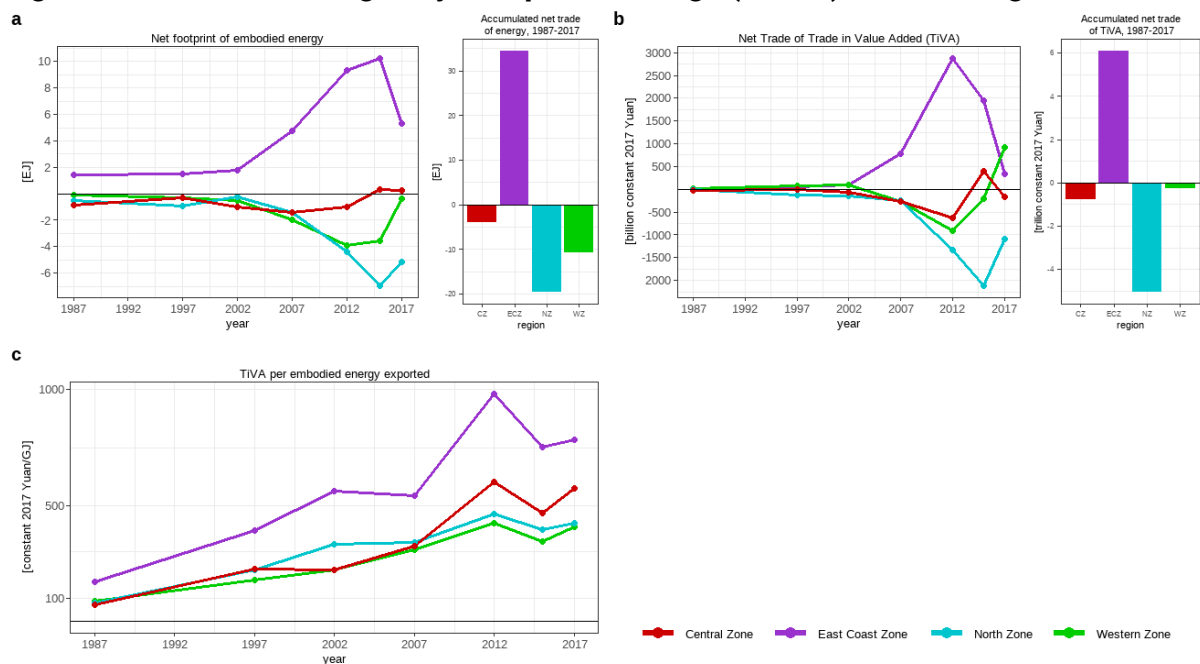 a
Net footprint of embodied energy
[EJ]
10
8
6
4
2
-2
-4
-6
1987 1992 1997 2002 2007 2012 2017
year
Accumulated net trade
of energy, 1987-2017
[EJ]
30
20
10
0
-10
-20
CZ ECZ NZ WZ
region
b
Net Trade of Trade in Value Added (TiVA)
[billion constant 2017 Yuan]
3000
2500
2000
1500
1000
500
-500
-1000
1500
2000
1987 1992 1997 2002 2007 2012 2017
year
Accumulated net trade
of TiVA, 1987-2017
[trillion constant 2017 Yuan]
6
4
2
0
-2
-4
CZ ECZ NZ WZ
region
c
TiVA per embodied energy exported
[constant 2017 Yuan/GJ]
1000
500
100
1987 1992 1997 2002 2007 2012 2017
year
Central Zone East Coast Zone North Zone Western Zone